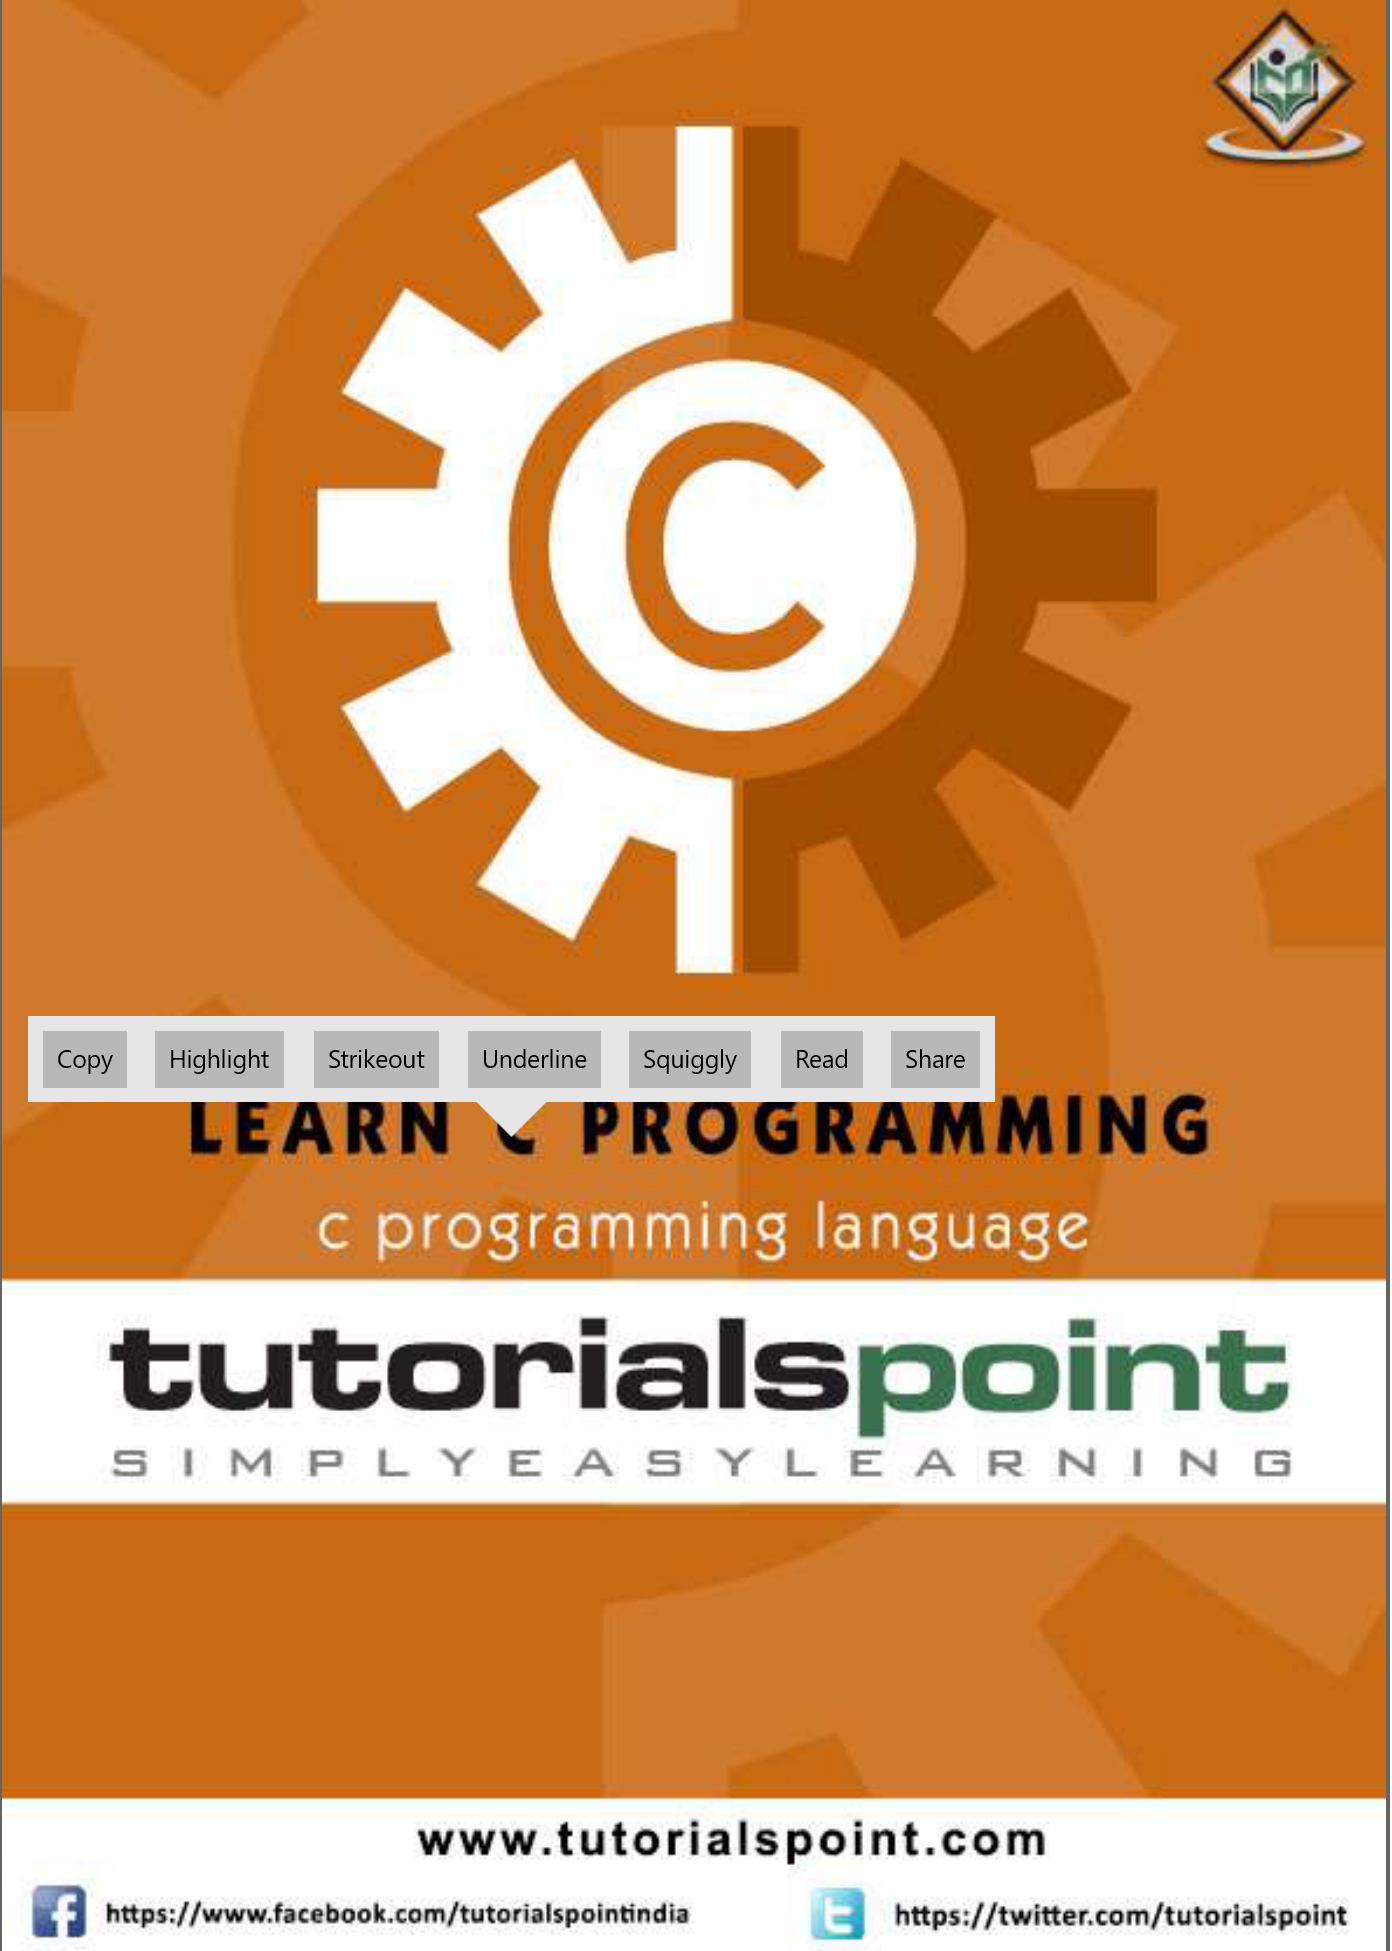 C
Copy Highlight Strikeout Underline Squiggly Read Share
LEARN C PROGRAMMING
c programming language
tutorialspoint
SIMPLYEASYLEARNING
www.tutorialspoint.com
f https://www.facebook.com/tutorialspointindia
t https://twitter.com/tutorialspoint